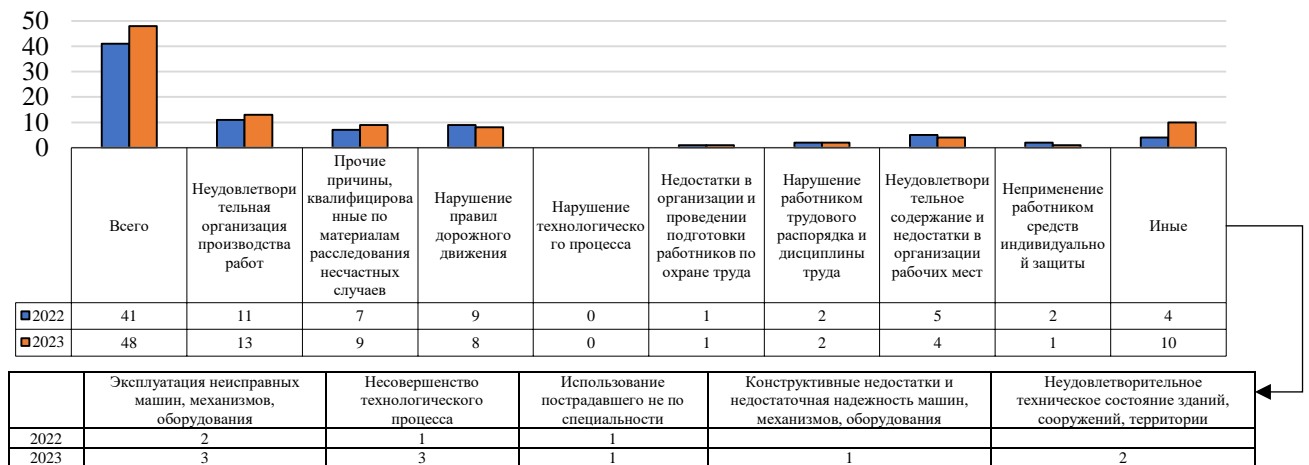 50
40
30
20
10
0
Всего
Неудовлетвори
тельная
организация
производства
работ
Прочие
причины,
квалифицирова
нные по
материалам
расследования
несчастных
случаев
Нарушение
правил
дорожного
движения
Нарушение
технологическо
го процесса
Недостатки в
организации и
проведении
подготовки
работников по
охране труда
Нарушение
работником
трудового
распорядка и
дисциплины
труда
Неудовлетвори
тельное
содержание и
недостатки в
организации
рабочих мест
Неприменение
работником
средств
индивидуально
й защиты
Иные
2022 41 11 7 9 0 1 2 5 2 4
2023 48 13 9 8 0 1 2 4 1 10
Эксплуатация неисправных
машин, механизмов,
оборудования
Несовершенство
технологического
процесса
Использование
пострадавшего не по
специальности
Конструктивные недостатки и
недостаточная надежность машин,
механизмов, оборудования
Неудовлетворительное
техническое состояние зданий,
сооружений, территории
2022 2 1 1
2023 3 3 1 1 2